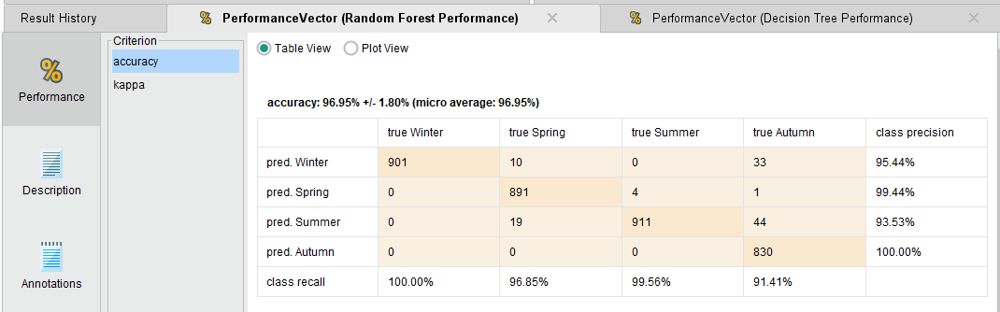 Result History
PerformanceVector (Random Forest Performance)
PerformanceVector (Decision Tree Performance)
Performance
Description
Annotations
Criterion
accuracy
kappa
Table View Plot View
accuracy: 96.95% +/- 1.80% (micro average: 96.95%)
true Winter true Spring true Summer true Autumn class precision
pred. Winter 901 10 0 33 95.44%
pred. Spring 0 891 4 1 99.44%
pred. Summer 0 19 911 44 93.53%
pred. Autumn 0 0 0 830 100.00%
class recall 100.00% 96.85% 99.56% 91.41%